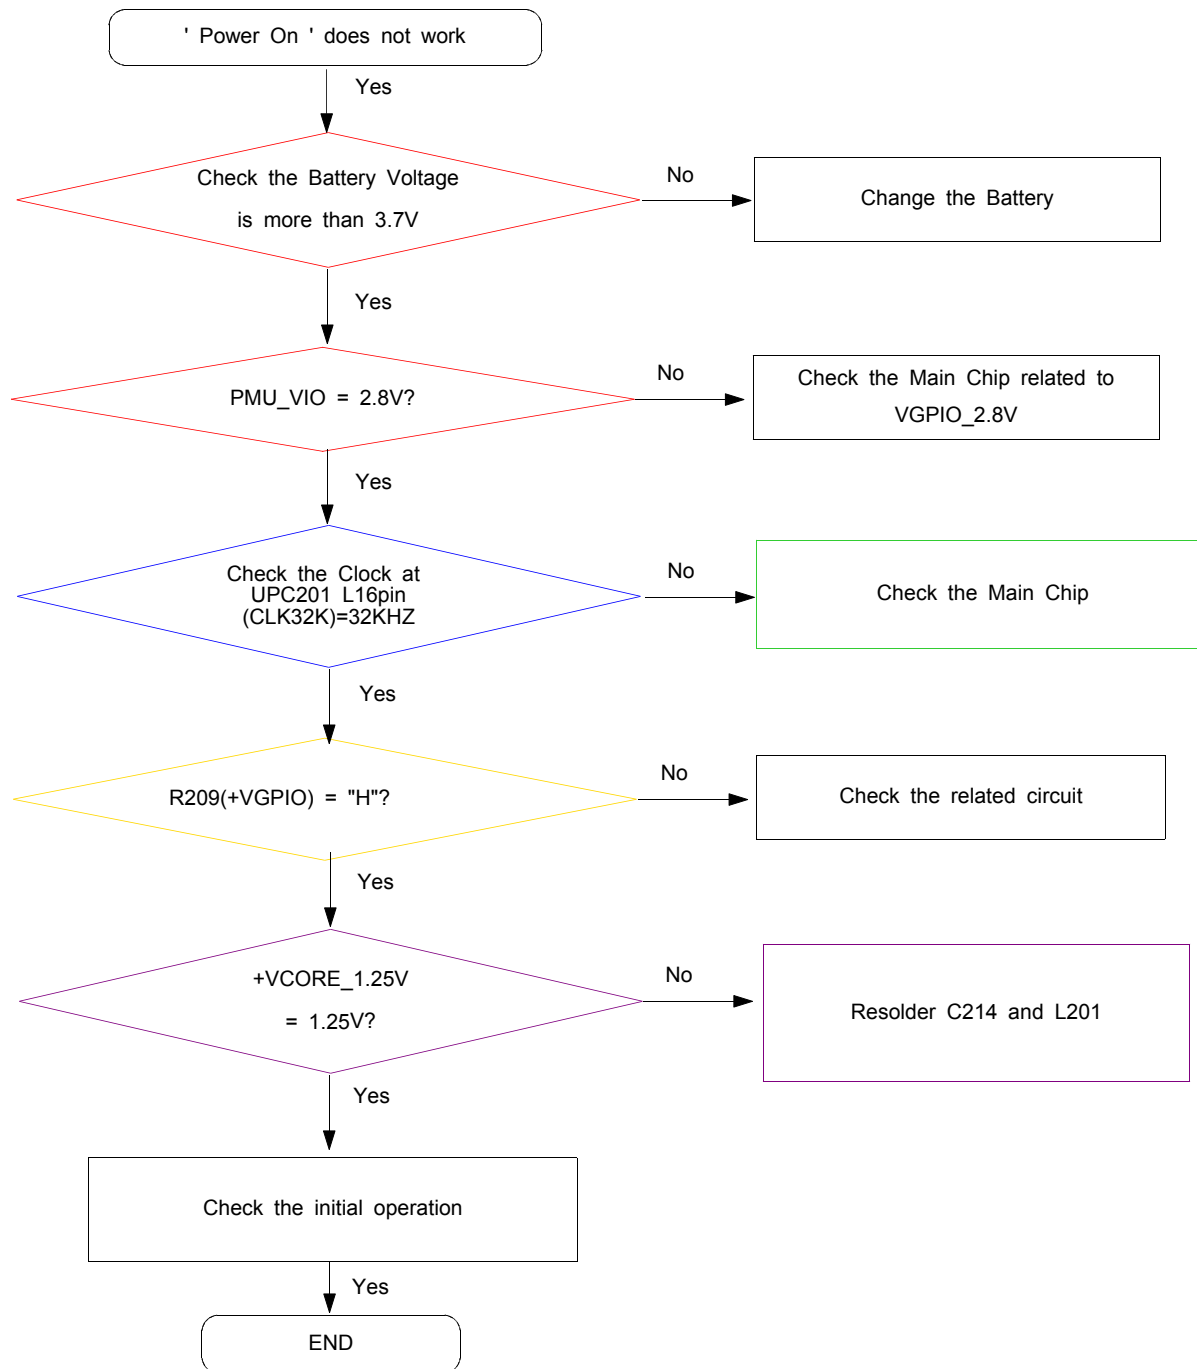 ' Power On ' does not work
Yes
Check the Battery Voltage
is more than 3.7V
No
Change the Battery
Yes
PMU_VIO = 2.8V?
No
Check the Main Chip related to
VGPIO_2.8V
Yes
Check the Clock at
UPC201 L16pin
(CLK32K)=32KHZ
No
Check the Main Chip
Yes
R209(+VGPIO) = "H"?
No
Check the related circuit
Yes
+VCORE_1.25V
= 1.25V?
No
Resolder C214 and L201
Yes
Check the initial operation
Yes
END